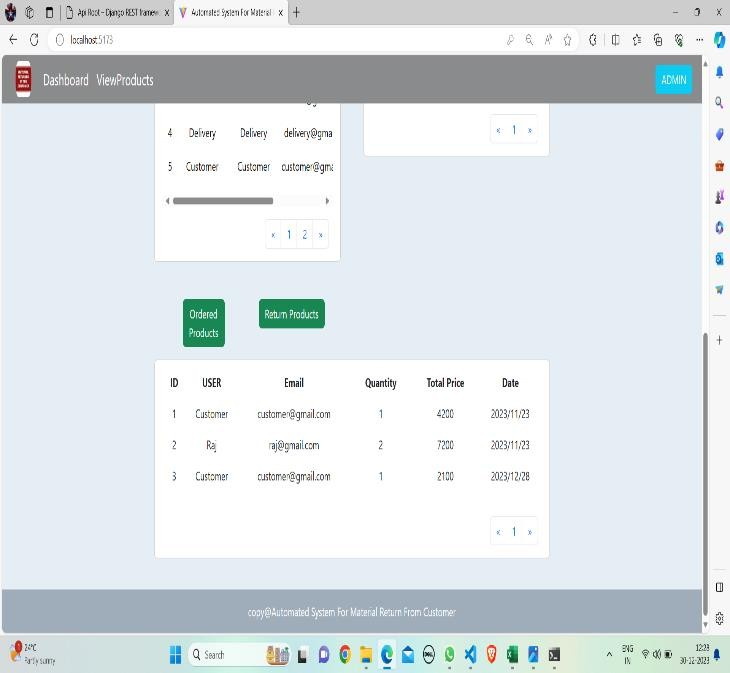 Api Root – Django REST framew
Automated System For Material
localhost:5173
Dashboard ViewProducts
ADMIN
4 Delivery Delivery delivery@gma
5 Customer Customer customer@gma
« 1 2 »
« 1 »
Ordered
Products
Return Products
ID USER Email Quantity Total Price Date
1 Customer customer@gmail.com 1 4200 2023/11/23
2 Raj raj@gmail.com 2 7200 2023/11/23
3 Customer customer@gmail.com 1 2100 2023/12/28
« 1 »
copy@Automated System For Material Return From Customer
24°C
Partly sunny
Search
DELL
ENG
IN
12:28
30-12-2023